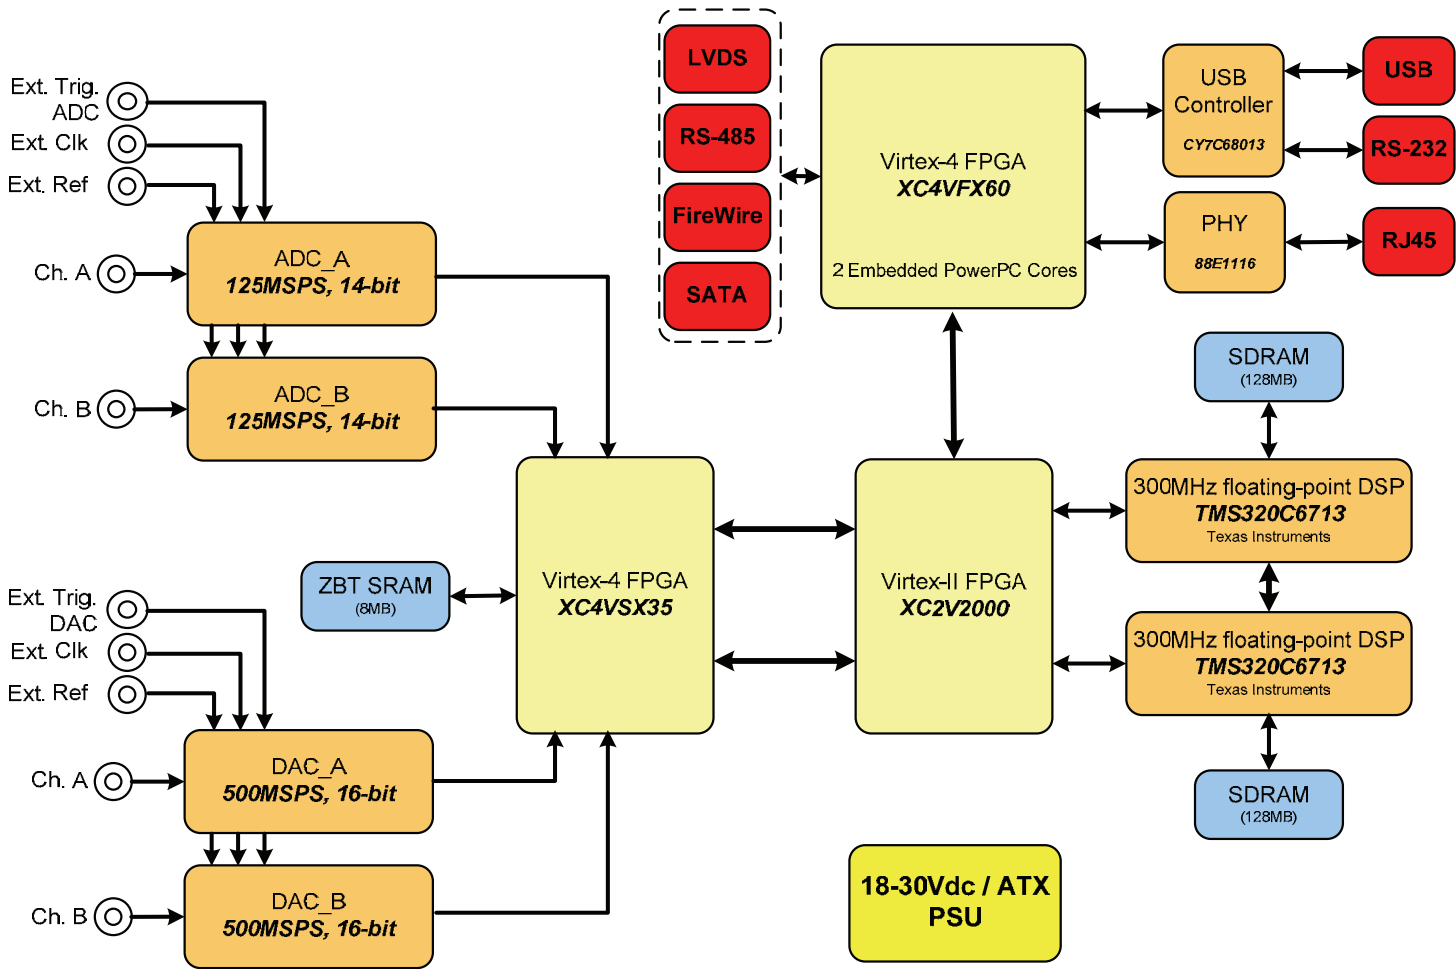 Ext. Trig.
ADC
Ext. Clk
Ext. Ref
Ch. A
ADC_A
125MSPS, 14-bit
Ch. B
ADC_B
125MSPS, 14-bit
LVDS
RS-485
FireWire
SATA
Virtex-4 FPGA
XC4VFX60
2 Embedded PowerPC Cores
USB
Controller
CY7C68013
USB
RS-232
PHY
88E1116
RJ45
SDRAM
(128MB)
300MHz floating-point DSP
TMS320C6713
Texas Instruments
ZBT SRAM
(8MB)
Virtex-4 FPGA
XC4VSX35
Virtex-II FPGA
XC2V2000
300MHz floating-point DSP
TMS320C6713
Texas Instruments
SDRAM
(128MB)
Ext. Trig.
DAC
Ext. Clk
Ext. Ref
Ch. A
DAC_A
500MSPS, 16-bit
Ch. B
DAC_B
500MSPS, 16-bit
18-30Vdc / ATX
PSU